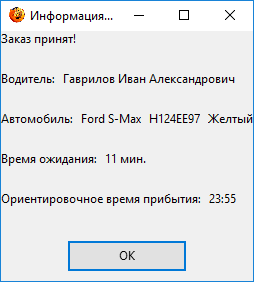 Информация...
Заказ принят!
Водитель: Гаврилов Иван Александрович
Автомобиль: Ford S-Max H124EE97 Желтый
Время ожидания: 11 мин.
Ориентировочное время прибытия: 23:55
OK